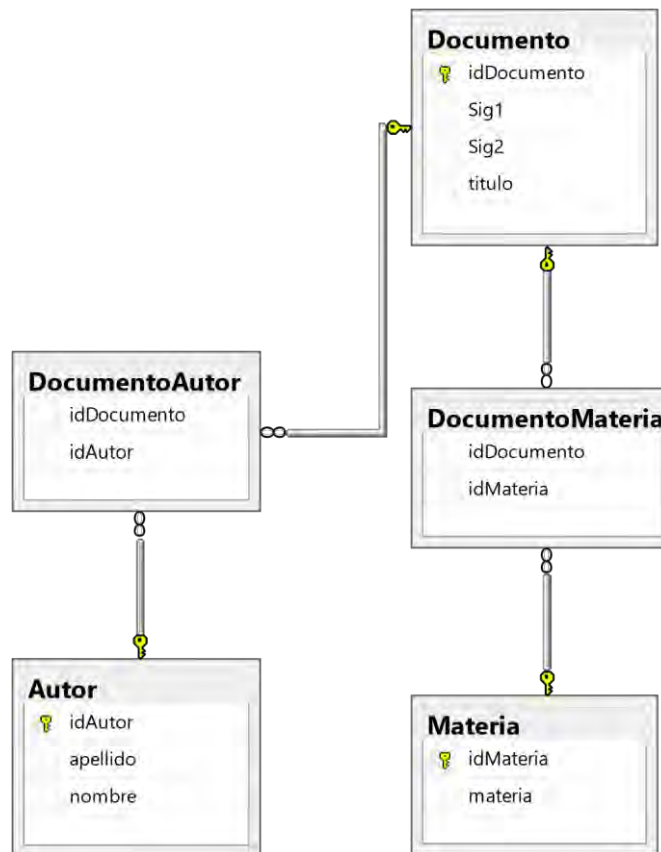 Documento
idDocumento
Sig1
Sig2
titulo
DocumentoAutor
idDocumento
idAutor
DocumentoMateria
idDocumento
idMateria
Autor
idAutor
apellido
nombre
Materia
idMateria
materia